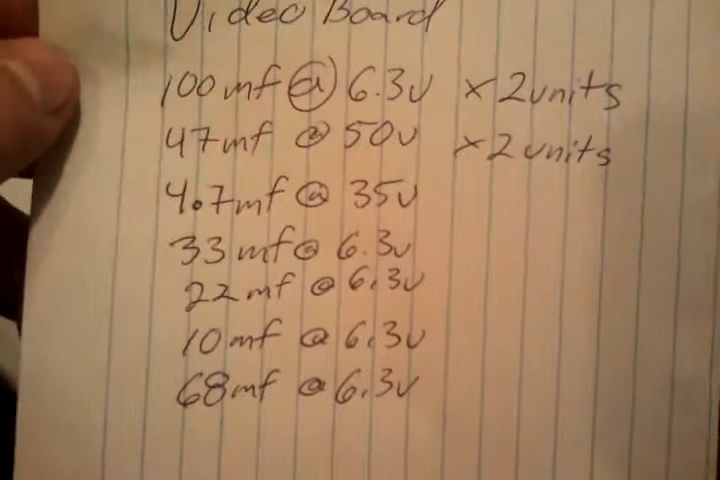 Video Board
100mf @ 6.3v x 2units
47mf @ 50v x 2units
4.7mf @ 35v
33mf @ 6.3v
22mf @ 6.3v
10mf @ 6.3v
68mf @ 6.3v